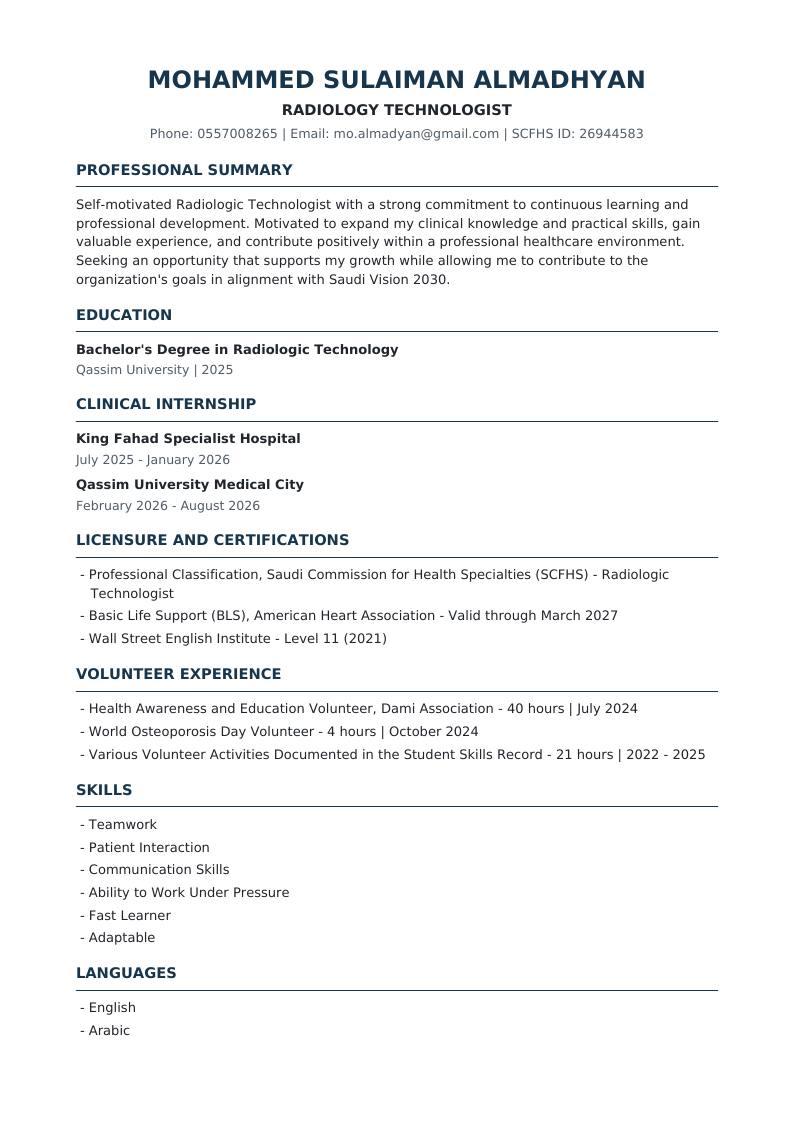 MOHAMMED SULAIMAN ALMADHYAN
RADIOLOGY TECHNOLOGIST
Phone: 0557008265 | Email: mo.almadyan@gmail.com | SCFHS ID: 26944583
PROFESSIONAL SUMMARY
Self-motivated Radiologic Technologist with a strong commitment to continuous learning and
professional development. Motivated to expand my clinical knowledge and practical skills, gain
valuable experience, and contribute positively within a professional healthcare environment.
Seeking an opportunity that supports my growth while allowing me to contribute to the
organization's goals in alignment with Saudi Vision 2030.
EDUCATION
Bachelor's Degree in Radiologic Technology
Qassim University | 2025
CLINICAL INTERNSHIP
King Fahad Specialist Hospital
July 2025 - January 2026
Qassim University Medical City
February 2026 - August 2026
LICENSURE AND CERTIFICATIONS
- Professional Classification, Saudi Commission for Health Specialties (SCFHS) - Radiologic
Technologist
- Basic Life Support (BLS), American Heart Association - Valid through March 2027
- Wall Street English Institute - Level 11 (2021)
VOLUNTEER EXPERIENCE
- Health Awareness and Education Volunteer, Dami Association - 40 hours | July 2024
- World Osteoporosis Day Volunteer - 4 hours | October 2024
- Various Volunteer Activities Documented in the Student Skills Record - 21 hours | 2022 - 2025
SKILLS
- Teamwork
- Patient Interaction
- Communication Skills
- Ability to Work Under Pressure
- Fast Learner
- Adaptable
LANGUAGES
- English
- Arabic